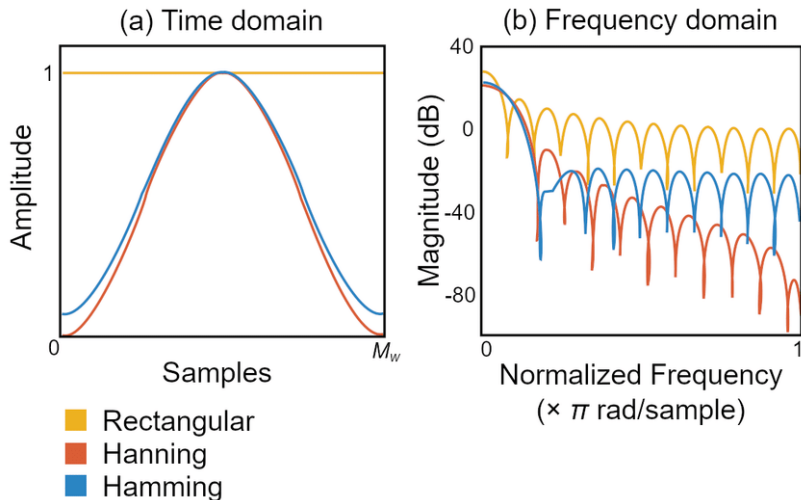 (a) Time domain
Amplitude
1
0
M_w
Samples
(b) Frequency domain
Magnitude (dB)
40
0
-40
-80
0
1
Normalized Frequency
(× π rad/sample)
Rectangular
Hanning
Hamming